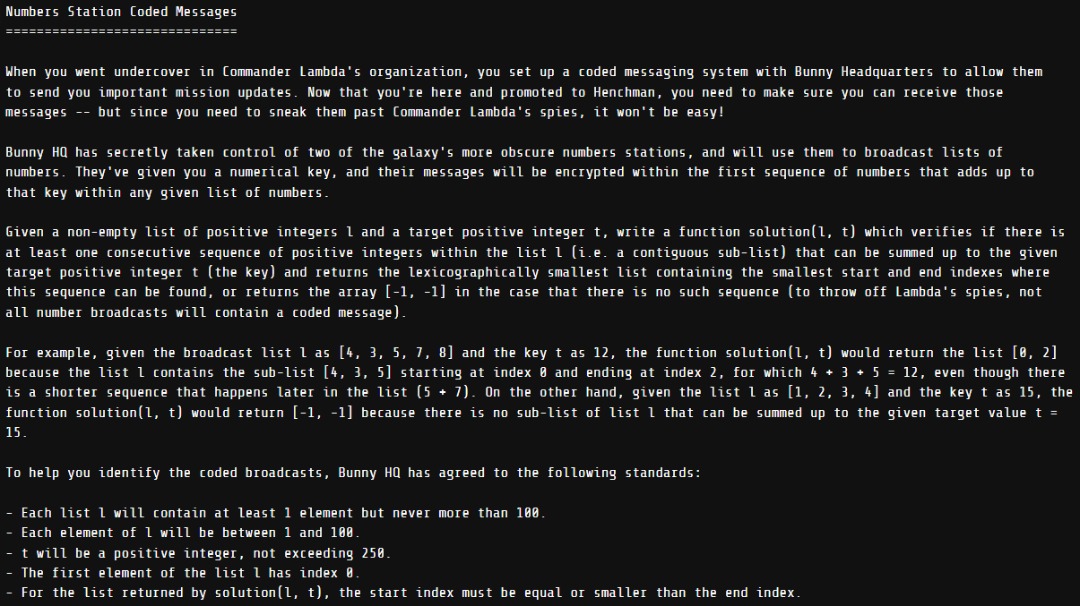 Numbers Station Coded Messages
==============================
When you went undercover in Commander Lambda's organization, you set up a coded messaging system with Bunny Headquarters to allow them
to send you important mission updates. Now that you're here and promoted to Henchman, you need to make sure you can receive those
messages -- but since you need to sneak them past Commander Lambda's spies, it won't be easy!
Bunny HQ has secretly taken control of two of the galaxy's more obscure numbers stations, and will use them to broadcast lists of
numbers. They've given you a numerical key, and their messages will be encrypted within the first sequence of numbers that adds up to
that key within any given list of numbers.
Given a non-empty list of positive integers l and a target positive integer t, write a function solution(l, t) which verifies if there is
at least one consecutive sequence of positive integers within the list l (i.e. a contiguous sub-list) that can be summed up to the given
target positive integer t (the key) and returns the lexicographically smallest list containing the smallest start and end indexes where
this sequence can be found, or returns the array [-1, -1] in the case that there is no such sequence (to throw off Lambda's spies, not
all number broadcasts will contain a coded message).
For example, given the broadcast list l as [4, 3, 5, 7, 8] and the key t as 12, the function solution(l, t) would return the list [0, 2]
because the list l contains the sub-list [4, 3, 5] starting at index 0 and ending at index 2, for which 4 + 3 + 5 = 12, even though there
is a shorter sequence that happens later in the list (5 + 7). On the other hand, given the list l as [1, 2, 3, 4] and the key t as 15, the
function solution(l, t) would return [-1, -1] because there is no sub-list of list l that can be summed up to the given target value t =
15.
To help you identify the coded broadcasts, Bunny HQ has agreed to the following standards:
- Each list l will contain at least 1 element but never more than 100.
- Each element of l will be between 1 and 100.
- t will be a positive integer, not exceeding 250.
- The first element of the list l has index 0.
- For the list returned by solution(l, t), the start index must be equal or smaller than the end index.